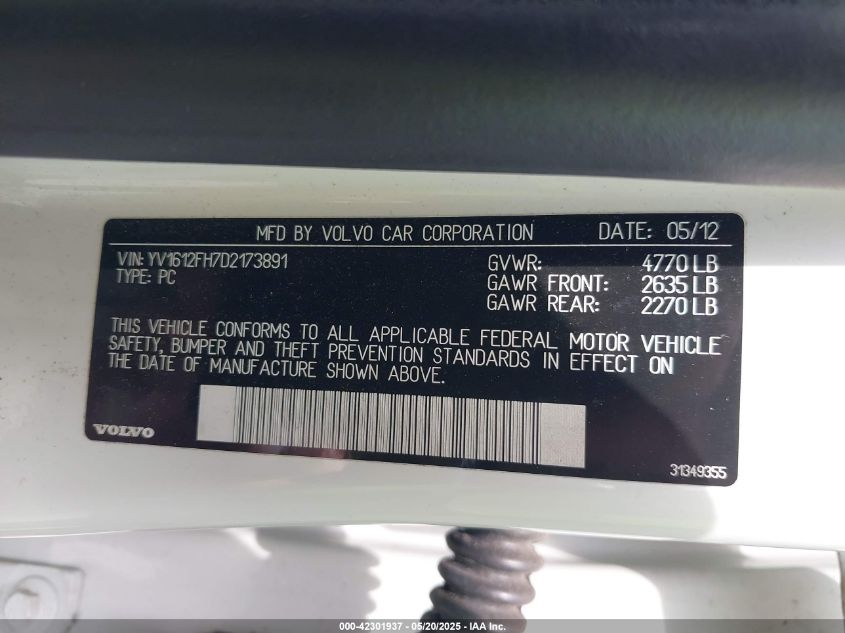 MFD BY VOLVO CAR CORPORATION DATE: 05/12
VIN: YV1612FH7D2173891 GVWR: 4770 LB
TYPE: PC GAWR FRONT: 2635 LB
GAWR REAR: 2270 LB
THIS VEHICLE CONFORMS TO ALL APPLICABLE FEDERAL MOTOR VEHICLE
SAFETY, BUMPER AND THEFT PREVENTION STANDARDS IN EFFECT ON
THE DATE OF MANUFACTURE SHOWN ABOVE.
VOLVO
31349355
000-42301937 - 05/20/2025 - IAA Inc.